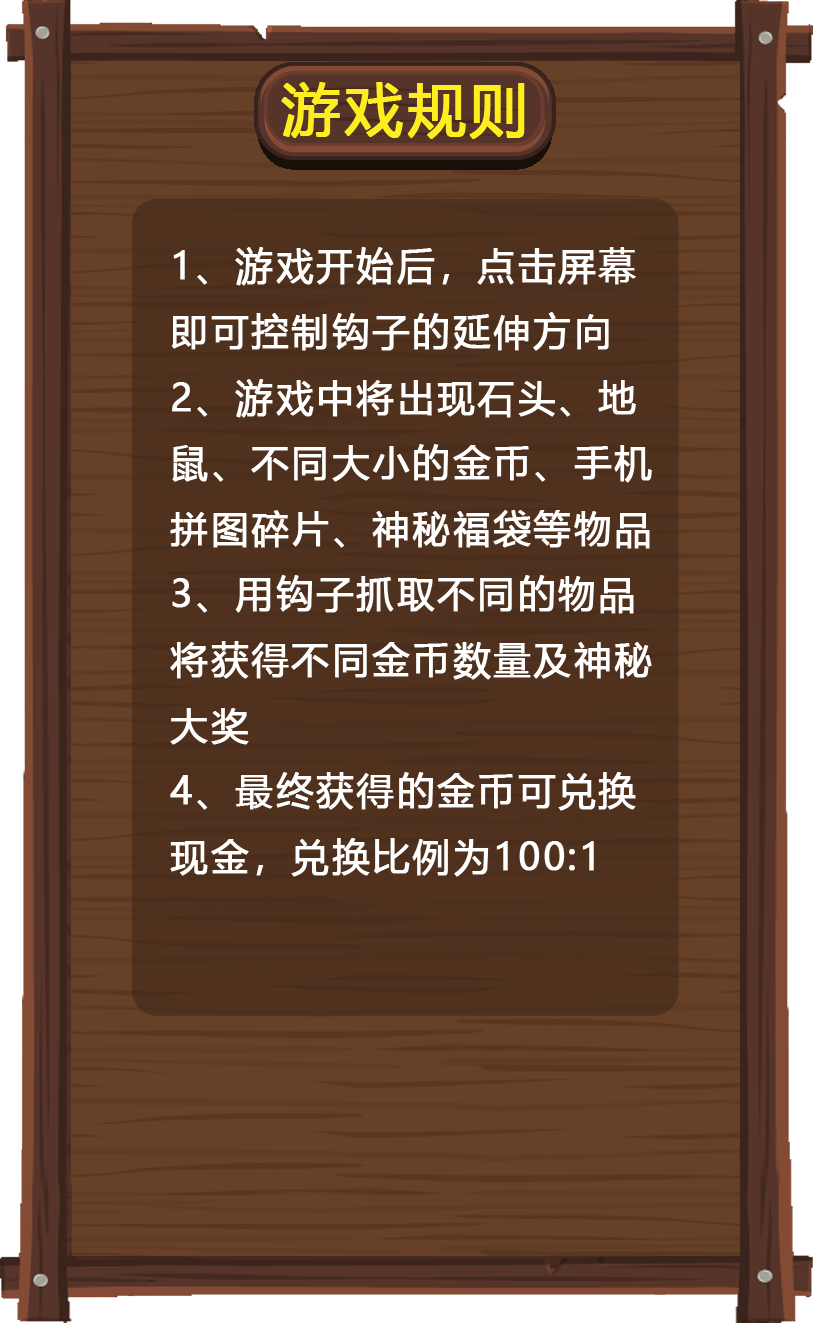 游戏规则
1、游戏开始后，点击屏幕
即可控制钩子的延伸方向
2、游戏中将出现石头、地
鼠、不同大小的金币、手机
拼图碎片、神秘福袋等物品
3、用钩子抓取不同的物品
将获得不同金币数量及神秘
大奖
4、最终获得的金币可兑换
现金，兑换比例为100:1